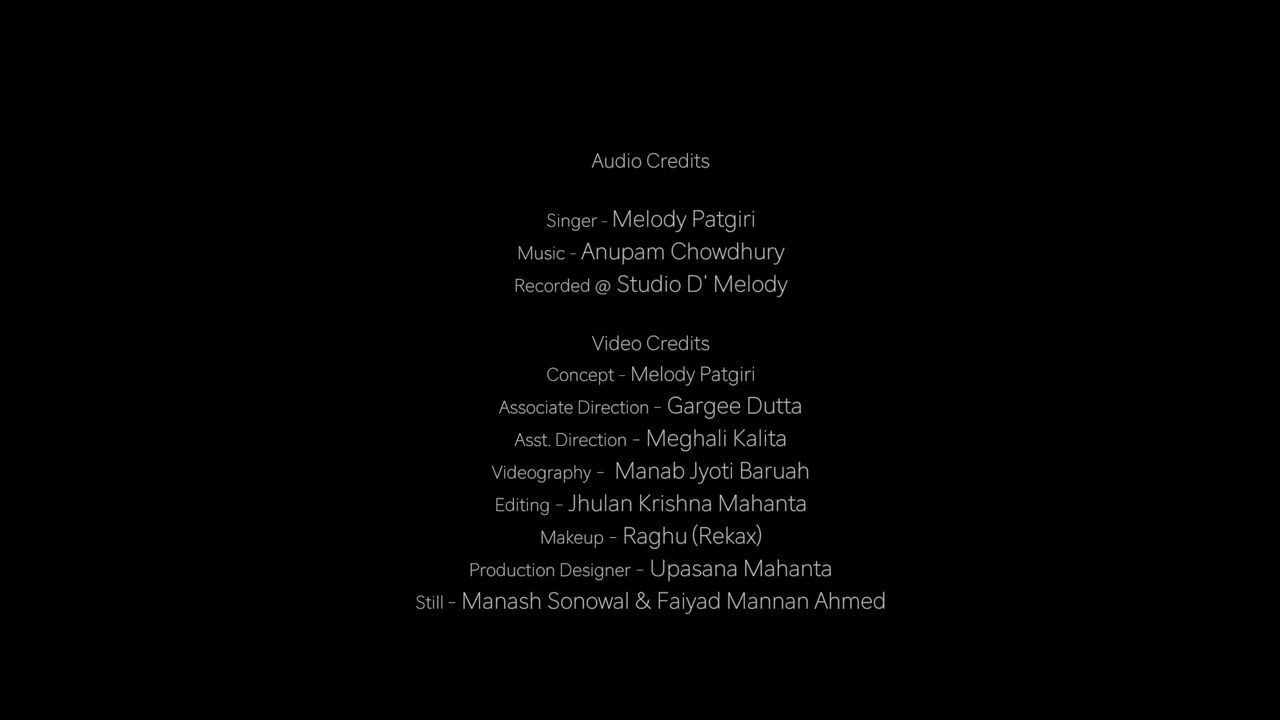 Audio Credits
Singer - Melody Patgiri
Music - Anupam Chowdhury
Recorded @ Studio D' Melody
Video Credits
Concept - Melody Patgiri
Associate Direction - Gargee Dutta
Asst. Direction - Meghali Kalita
Videography - Manab Jyoti Baruah
Editing - Jhulan Krishna Mahanta
Makeup - Raghu (Rekax)
Production Designer - Upasana Mahanta
Still - Manash Sonowal & Faiyad Mannan Ahmed